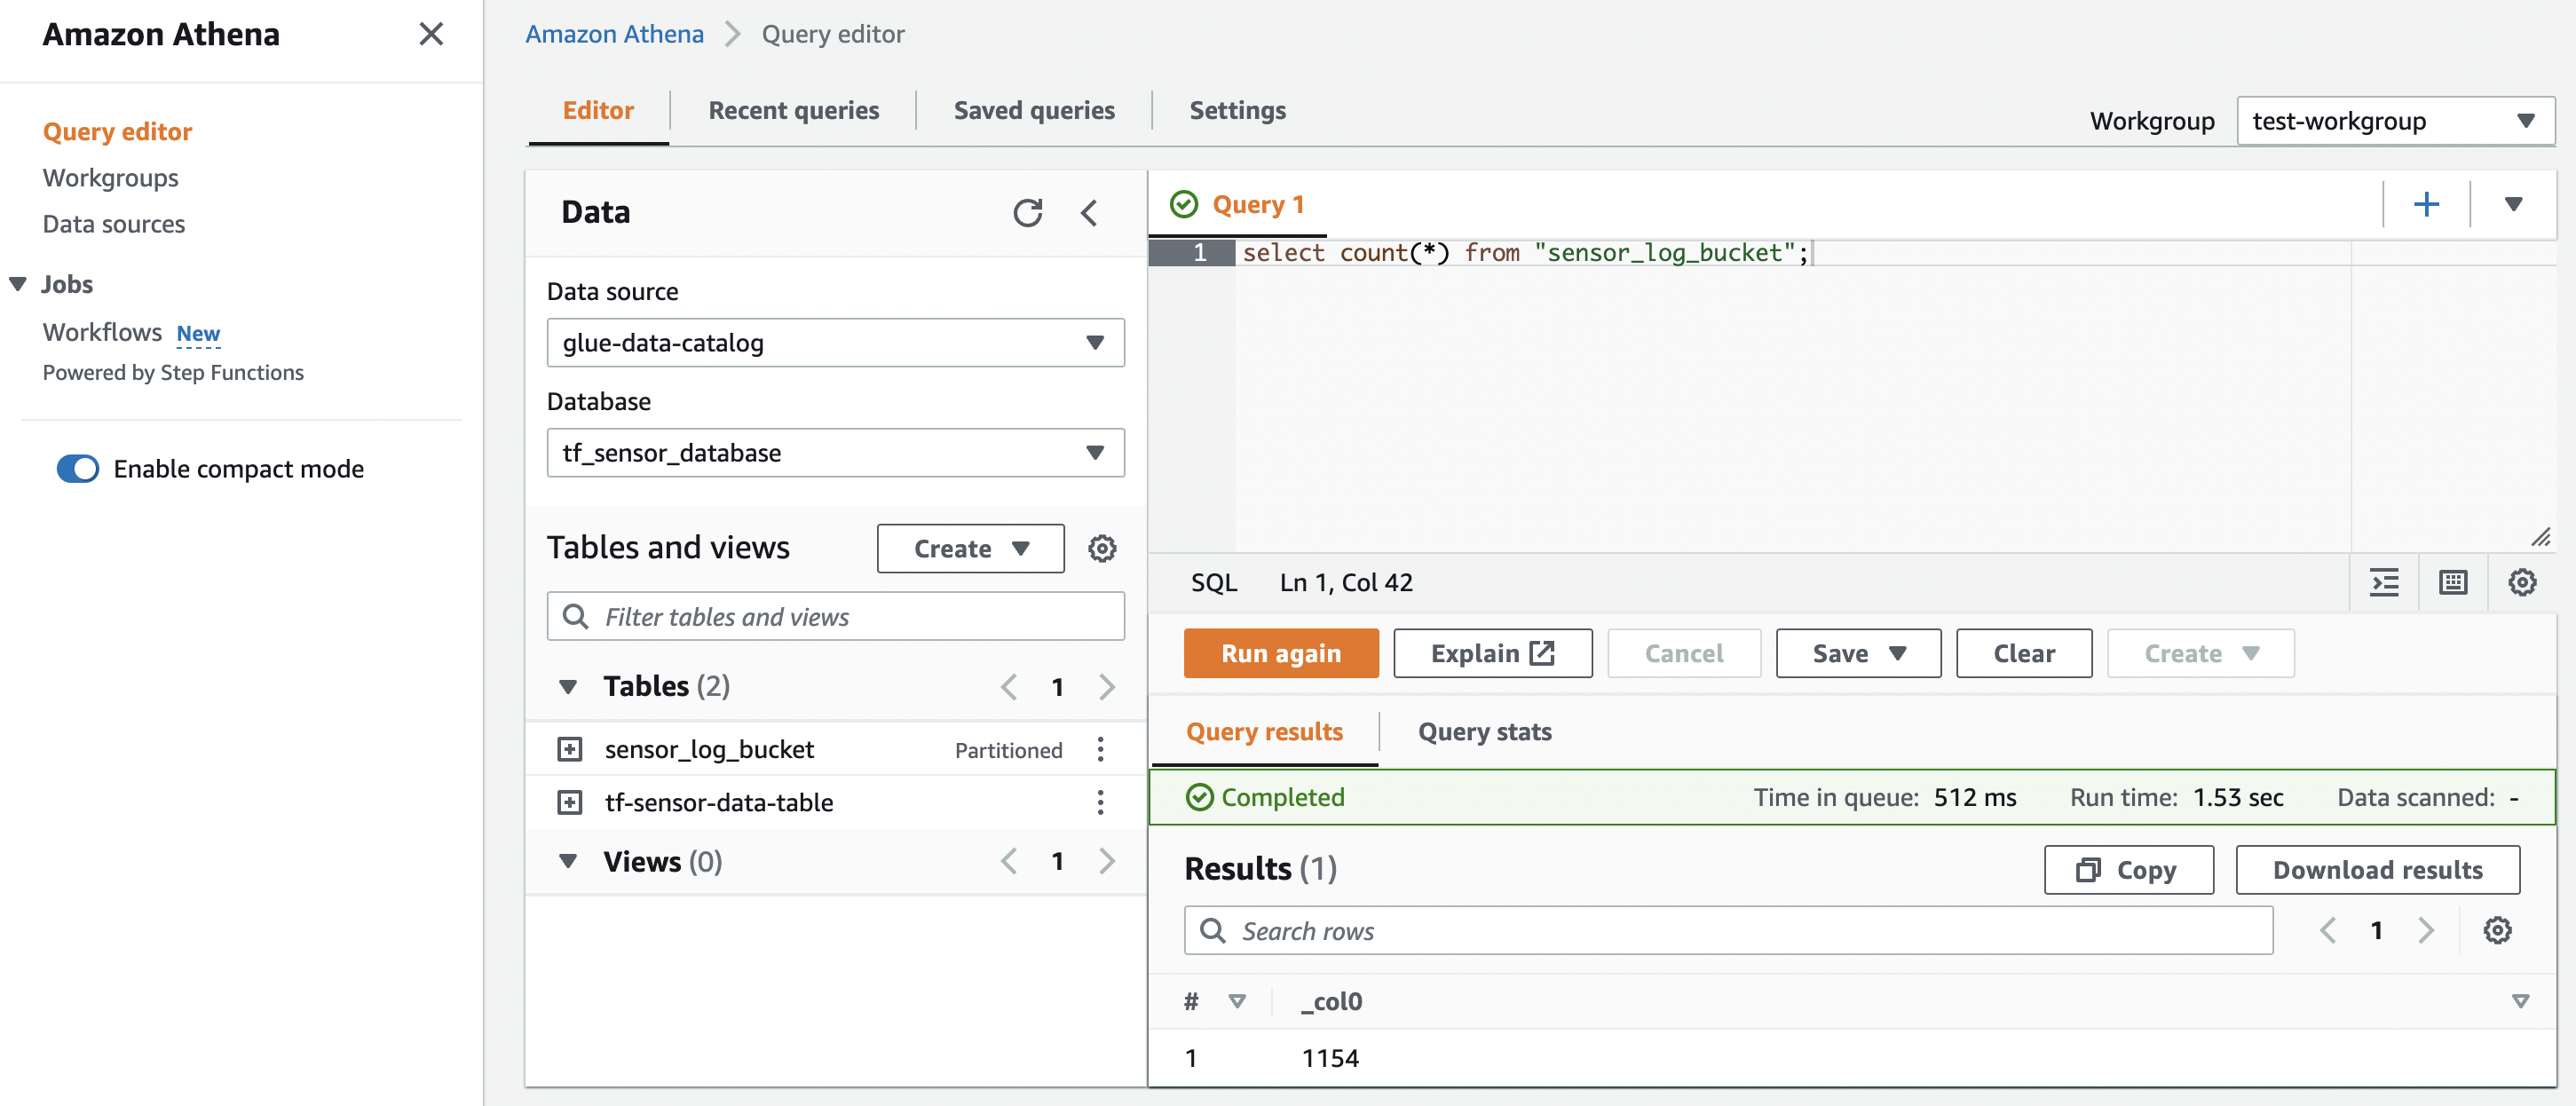 Amazon Athena
Query editor
Workgroups
Data sources
Jobs
Workflows New
Powered by Step Functions
Enable compact mode
Amazon Athena Query editor
Editor Recent queries Saved queries Settings
Workgroup test-workgroup
Data
Data source
glue-data-catalog
Database
tf_sensor_database
Tables and views Create
Filter tables and views
Tables (2) 1
sensor_log_bucket Partitioned
tf-sensor-data-table
Views (0) 1
Query 1
1 select count(*) from "sensor_log_bucket";
SQL Ln 1, Col 42
Run again Explain Cancel Save Clear Create
Query results Query stats
Completed Time in queue: 512 ms Run time: 1.53 sec Data scanned: -
Results (1) Copy Download results
Search rows 1
# _col0
1 1154